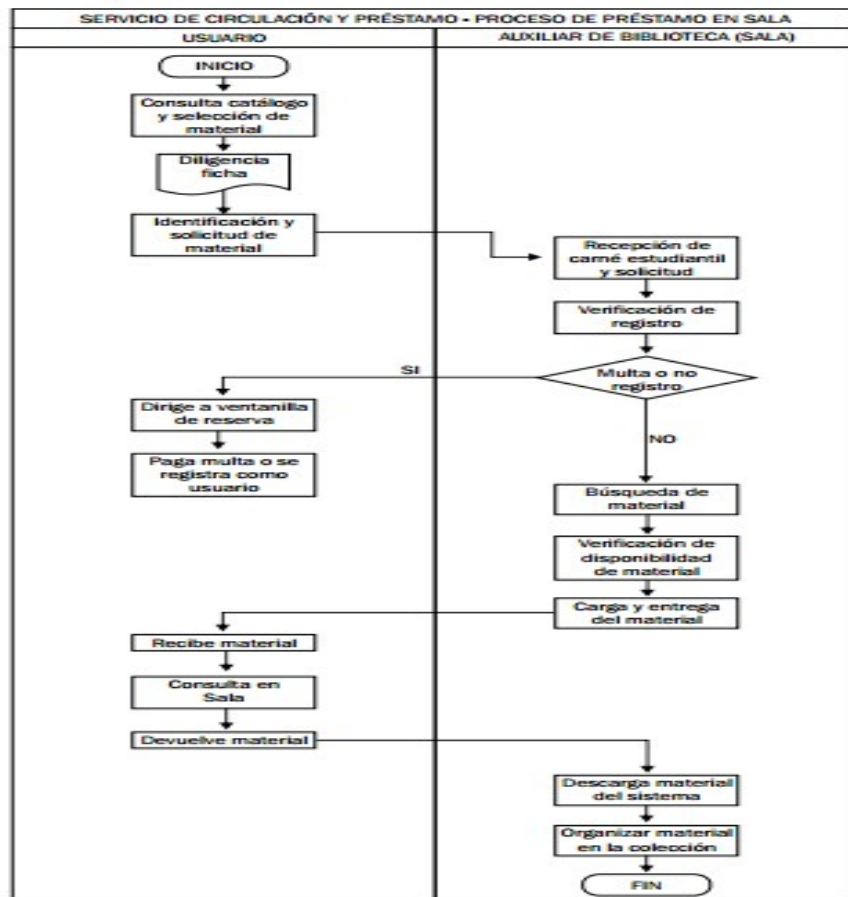 SERVICIO DE CIRCULACIÓN Y PRÉSTAMO - PROCESO DE PRÉSTAMO EN SALA
USUARIO
AUXILIAR DE BIBLIOTECA (SALA)
INICIO
Consulta catálogo
y selección de
material
Diligencia
ficha
Identificación y
solicitud de
material
Recepción de
carné estudiantil
y solicitud
Verificación de
registro
Multa o no
registro
SI
Dirige a ventanilla
de reserva
Paga multa o se
registra como
usuario
NO
Búsqueda de
material
Verificación de
disponibilidad
de material
Carga y entrega
del material
Recibe material
Consulta en
Sala
Devuelve material
Descarga material
del sistema
Organizar material
en la colección
FIN